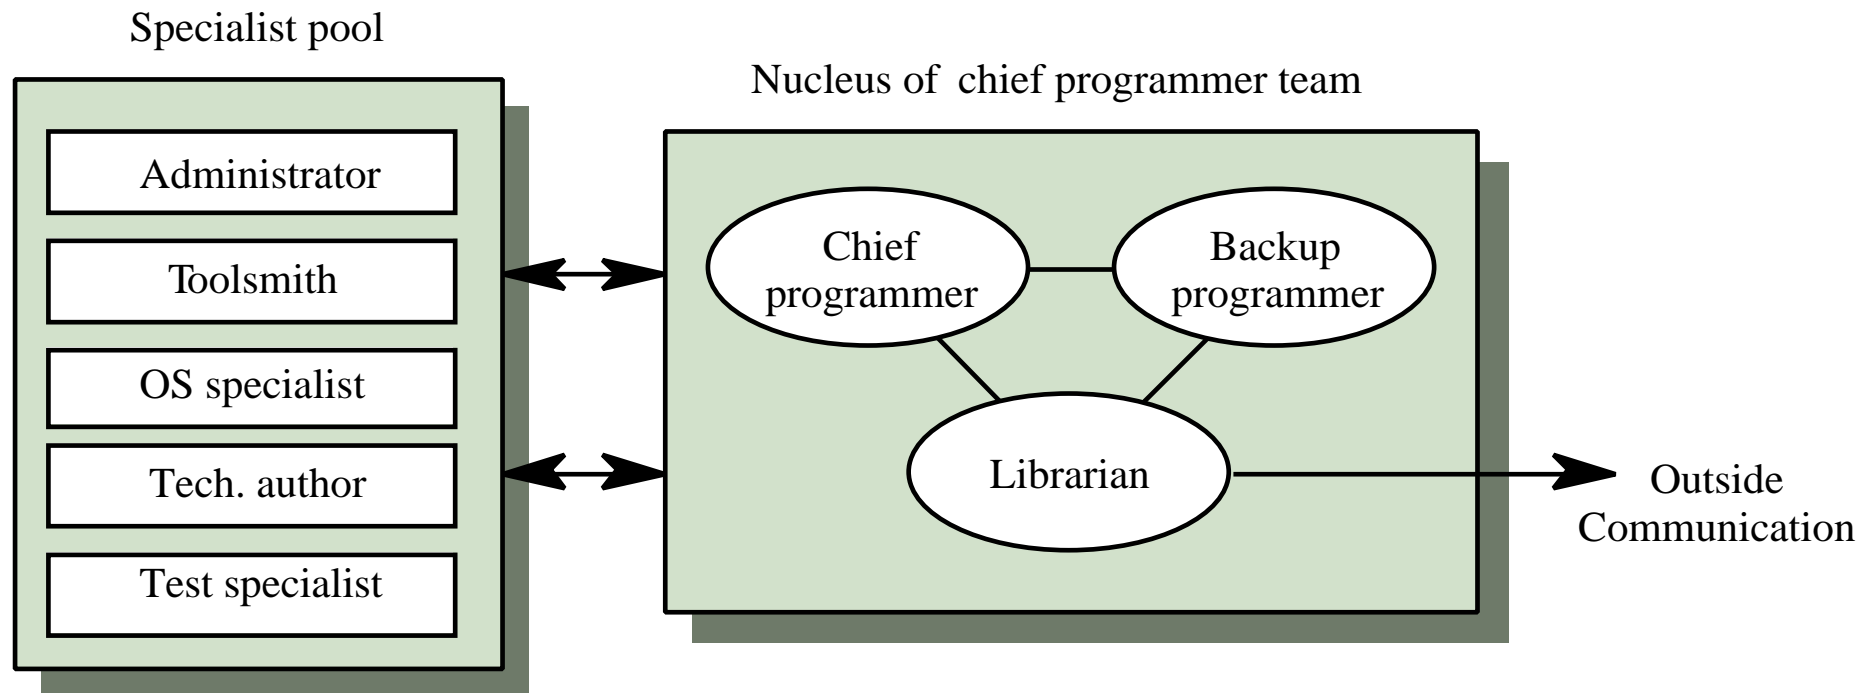 Specialist pool
Administrator
Toolsmith
OS specialist
Tech. author
Test specialist
Nucleus of chief programmer team
Chief
programmer
Backup
programmer
Librarian
Outside
Communication